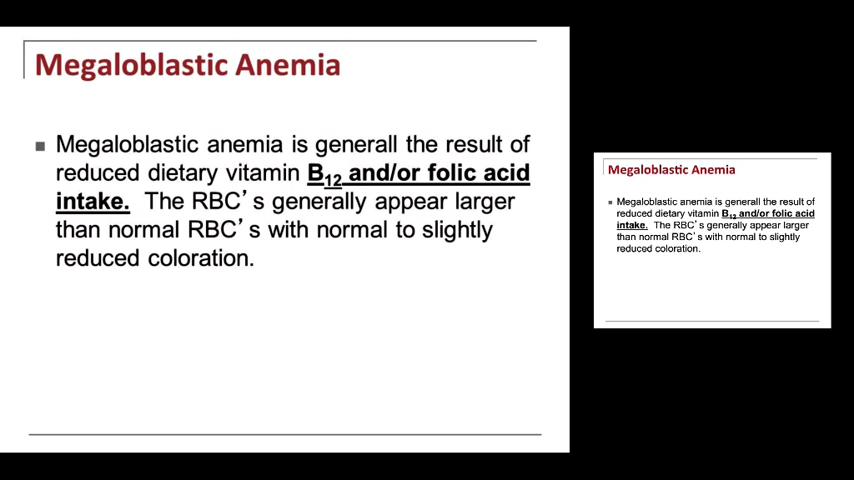 Megaloblastic Anemia
■ Megaloblastic anemia is generall the result of
reduced dietary vitamin B12 and/or folic acid
intake. The RBC's generally appear larger
than normal RBC's with normal to slightly
reduced coloration.
Megaloblastic Anemia
■ Megaloblastic anemia is generall the result of
reduced dietary vitamin B12 and/or folic acid
intake. The RBC's generally appear larger
than normal RBC's with normal to slightly
reduced coloration.